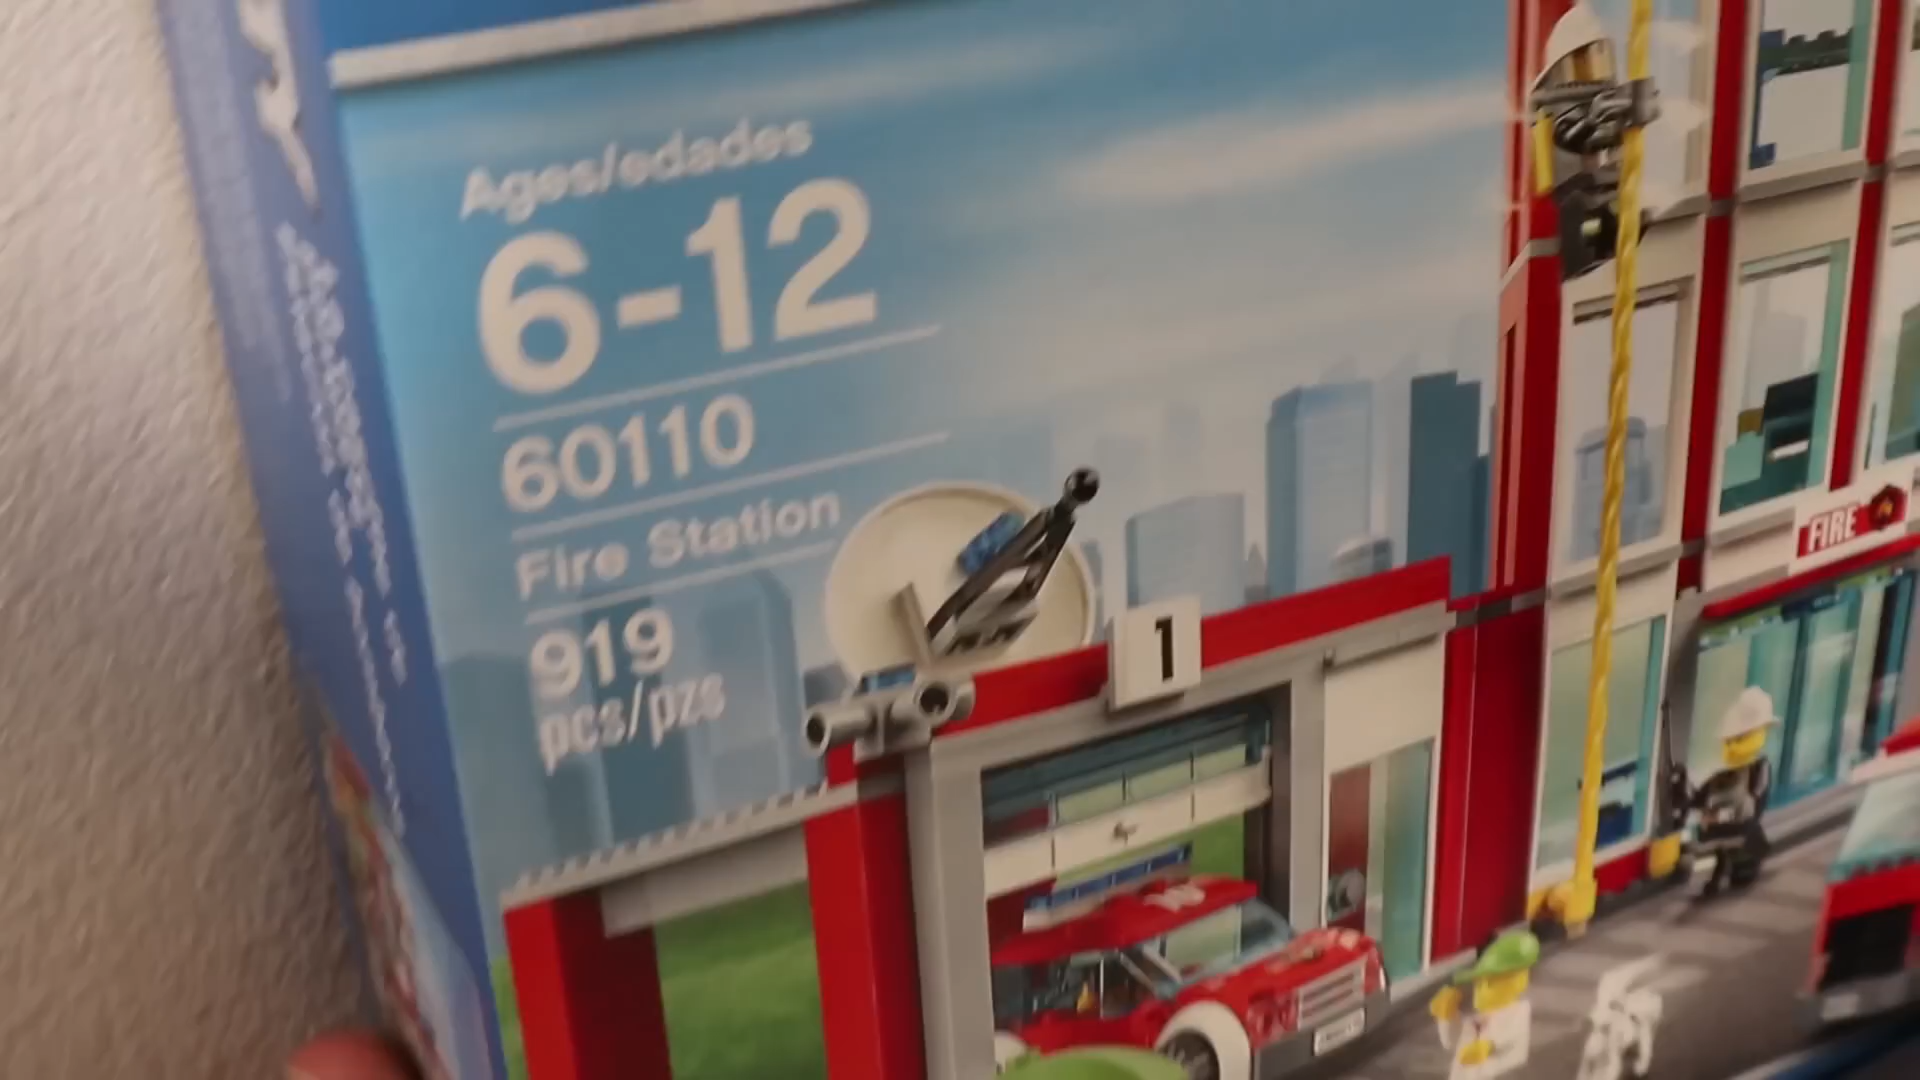 Ages/edades
6-12
60110
Fire Station
919
pcs/pzs
1
FIRE